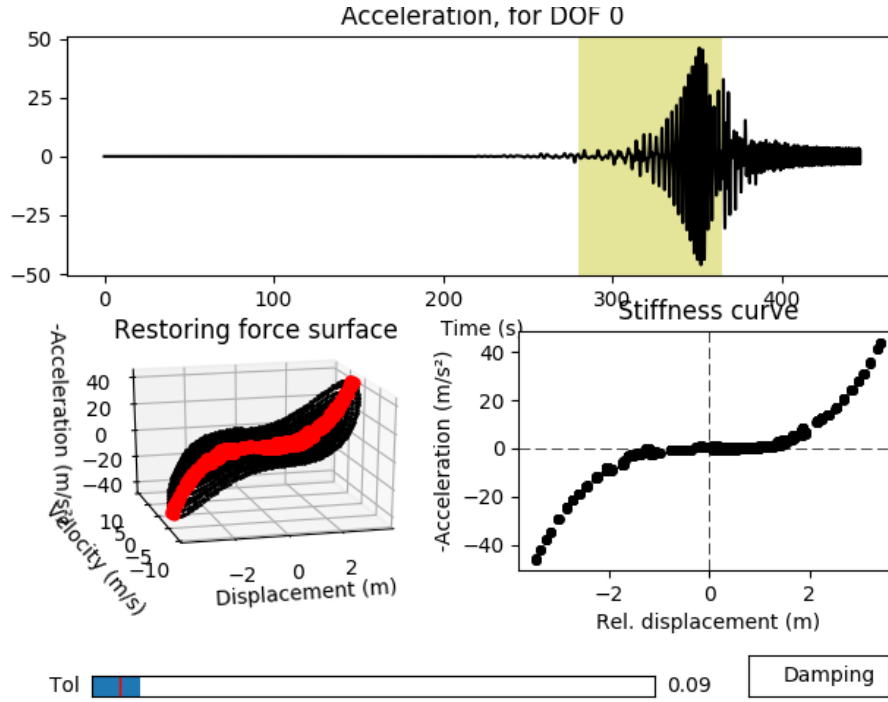 Acceleration, for DOF 0
50
25
0
−25
−50
0 100 200 300 400
Time (s)
Restoring force surface
-Acceleration (m/s²)
40
20
0
−20
−40
Velocity (m/s)
10
5
0
−5
−10
−2 0 2
Displacement (m)
Stiffness curve
-Acceleration (m/s²)
40
20
0
−20
−40
−2 0 2
Rel. displacement (m)
Tol 0.09
Damping